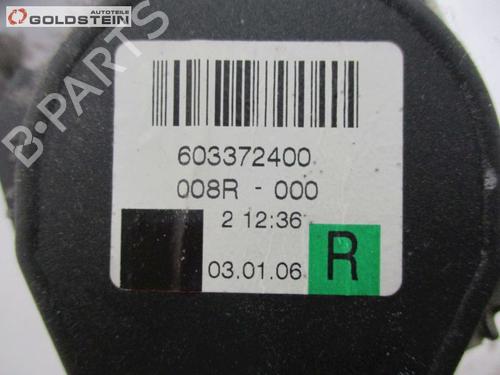 Autoteile
GOLDSTEIN
B-PARTS
603372400
008R - 000
2 12:36
03.01.06
R